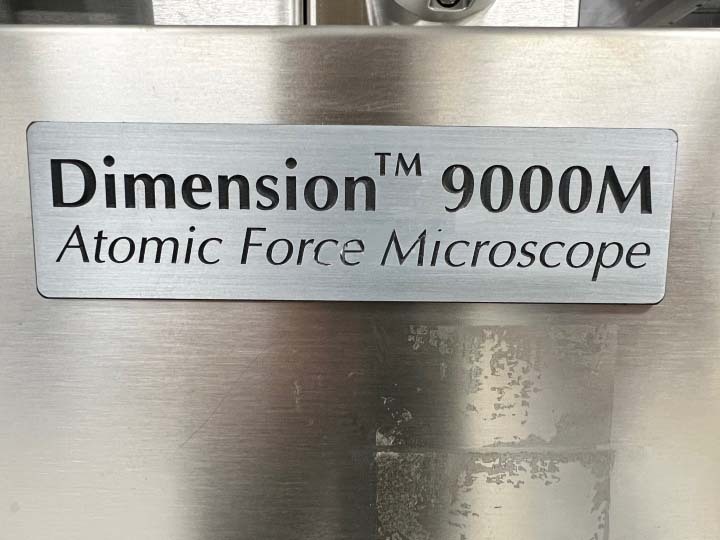 Dimension™ 9000M
Atomic Force Microscope